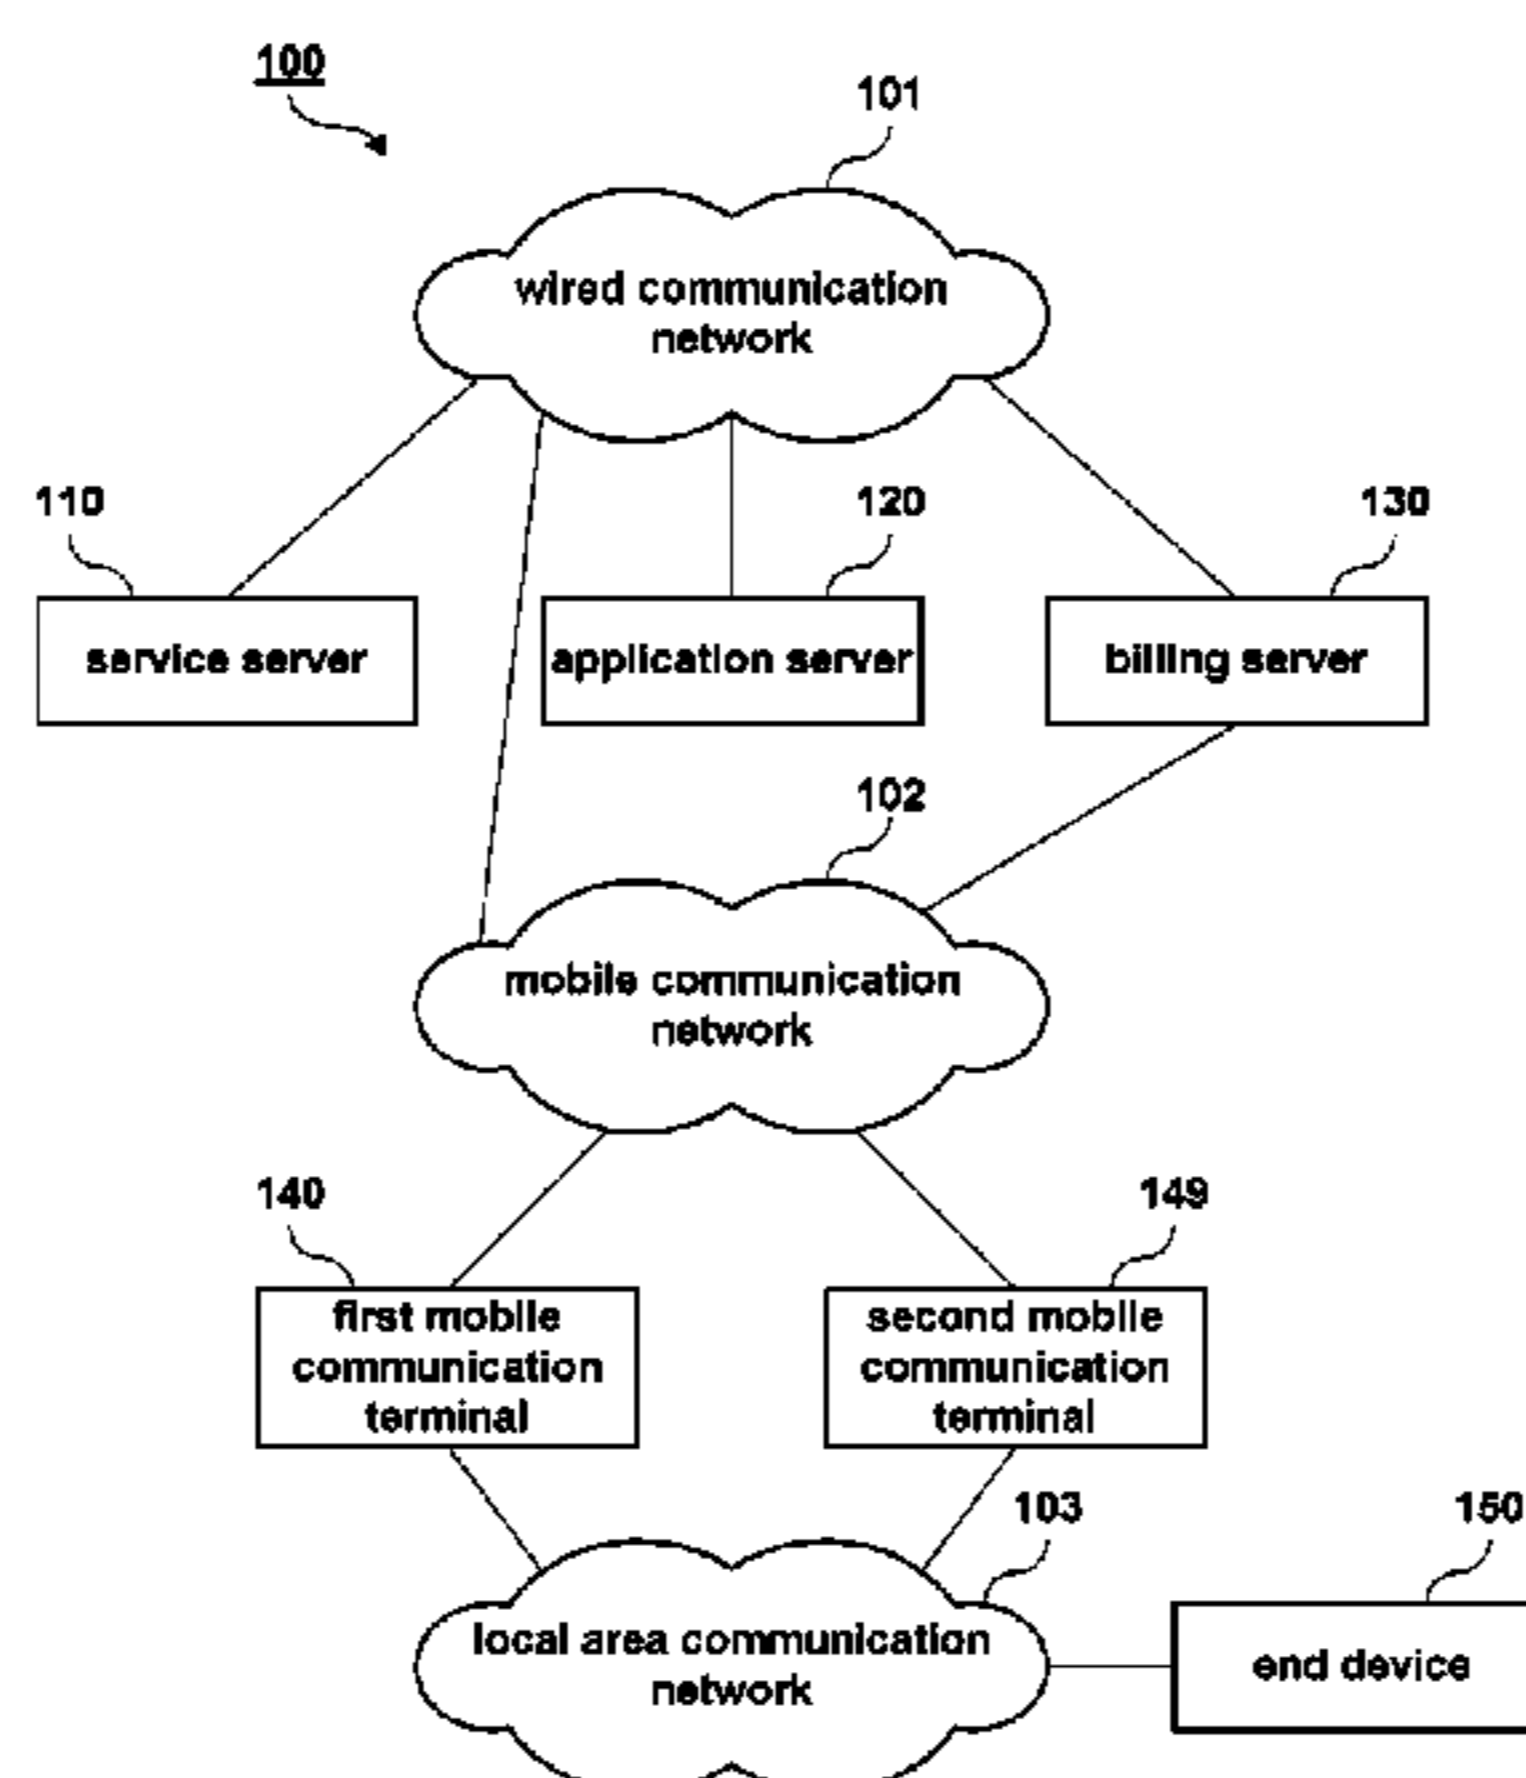 100
101
wired communication
network
110
120
130
service server
application server
billing server
102
mobile communication
network
140
149
first mobile
communication
terminal
second mobile
communication
terminal
103
150
local area communication
network
end device